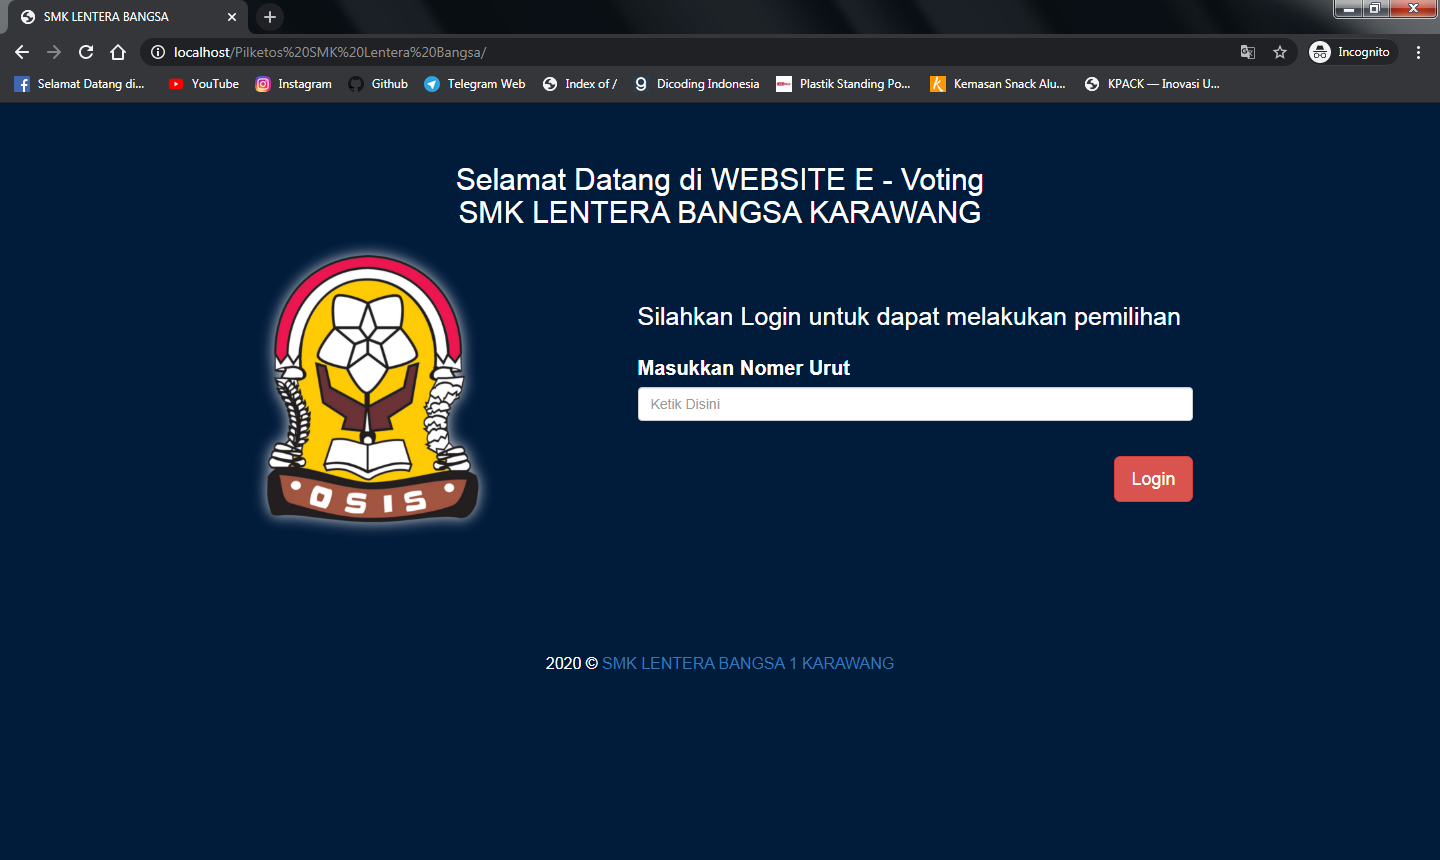 SMK LENTERA BANGSA
localhost/Pilketos%20SMK%20Lentera%20Bangsa/
Incognito
Selamat Datang di... YouTube Instagram Github Telegram Web Index of / Dicoding Indonesia Plastik Standing Po... Kemasan Snack Alu... KPACK — Inovasi U...
Selamat Datang di WEBSITE E - Voting
SMK LENTERA BANGSA KARAWANG
OSIS
Silahkan Login untuk dapat melakukan pemilihan
Masukkan Nomer Urut
Ketik Disini
Login
2020 © SMK LENTERA BANGSA 1 KARAWANG